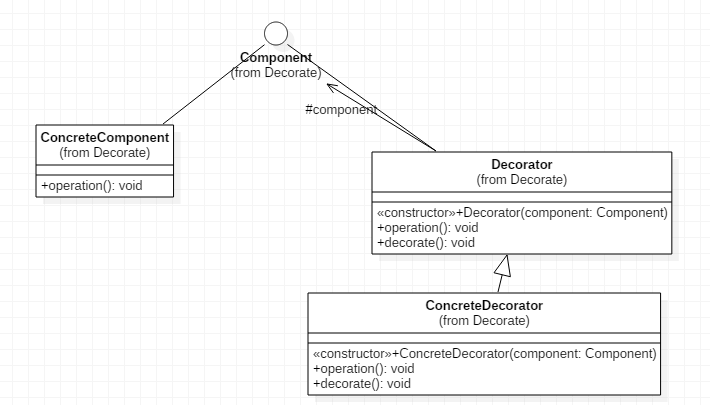 Component
(from Decorate)
#component
ConcreteComponent
(from Decorate)
+operation(): void
Decorator
(from Decorate)
«constructor»+Decorator(component: Component)
+operation(): void
+decorate(): void
ConcreteDecorator
(from Decorate)
«constructor»+ConcreteDecorator(component: Component)
+operation(): void
+decorate(): void